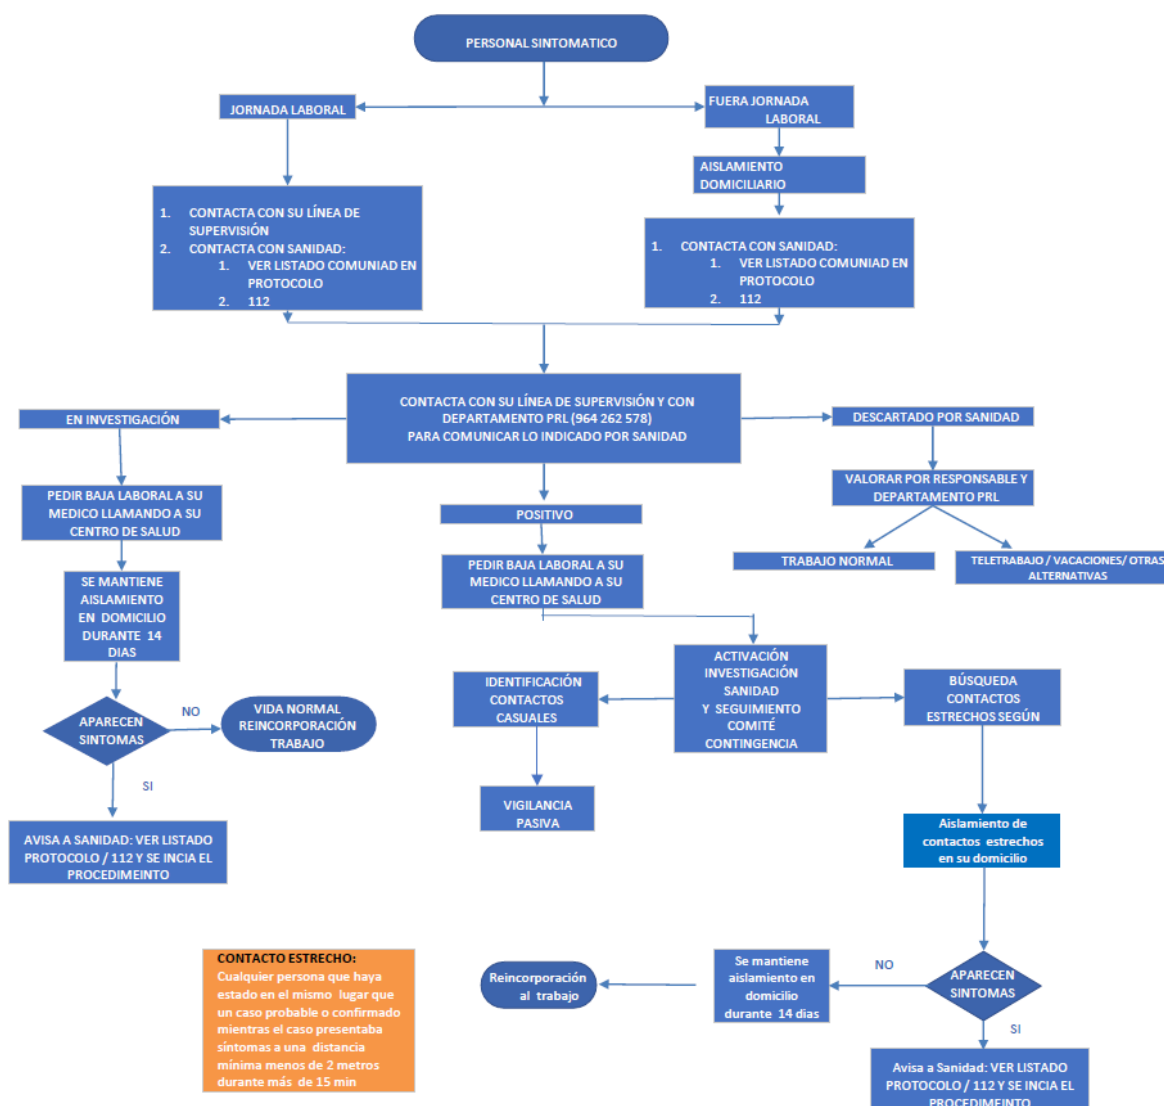 PERSONAL SINTOMATICO
JORNADA LABORAL
FUERA JORNADA
LABORAL
AISLAMIENTO
DOMICILIARIO
1. CONTACTA CON SU LÍNEA DE
SUPERVISIÓN
2. CONTACTA CON SANIDAD:
1. VER LISTADO COMUNIAD EN
PROTOCOLO
2. 112
1. CONTACTA CON SANIDAD:
1. VER LISTADO COMUNIAD EN
PROTOCOLO
2. 112
CONTACTA CON SU LÍNEA DE SUPERVISIÓN Y CON
DEPARTAMENTO PRL (964 262 578)
PARA COMUNICAR LO INDICADO POR SANIDAD
EN INVESTIGACIÓN
PEDIR BAJA LABORAL A SU
MEDICO LLAMANDO A SU
CENTRO DE SALUD
SE MANTIENE
AISLAMIENTO
EN DOMICILIO
DURANTE 14
DIAS
APARECEN
SINTOMAS
NO
VIDA NORMAL
REINCORPORACIÓN
TRABAJO
SI
AVISA A SANIDAD: VER LISTADO
PROTOCOLO / 112 Y SE INCIA EL
PROCEDIMEINTO
DESCARTADO POR SANIDAD
VALORAR POR RESPONSABLE Y
DEPARTAMENTO PRL
TRABAJO NORMAL
TELETRABAJO / VACACIONES/ OTRAS
ALTERNATIVAS
POSITIVO
PEDIR BAJA LABORAL A SU
MEDICO LLAMANDO A SU
CENTRO DE SALUD
ACTIVACIÓN
INVESTIGACIÓN
SANIDAD
Y SEGUIMIENTO
COMITÉ
CONTINGENCIA
IDENTIFICACIÓN
CONTACTOS
CASUALES
VIGILANCIA
PASIVA
BÚSQUEDA
CONTACTOS
ESTRECHOS SEGÚN
Aislamiento de
contactos estrechos
en su domicilio
APARECEN
SINTOMAS
NO
Se mantiene
aislamiento en
domicilio
durante 14 dias
Reincorporación
al trabajo
SI
Avisa a Sanidad: VER LISTADO
PROTOCOLO / 112 Y SE INCIA EL
PROCEDIMEINTO
CONTACTO ESTRECHO:
Cualquier persona que haya
estado en el mismo lugar que
un caso probable o confirmado
mientras el caso presentaba
síntomas a una distancia
mínima menos de 2 metros
durante más de 15 min